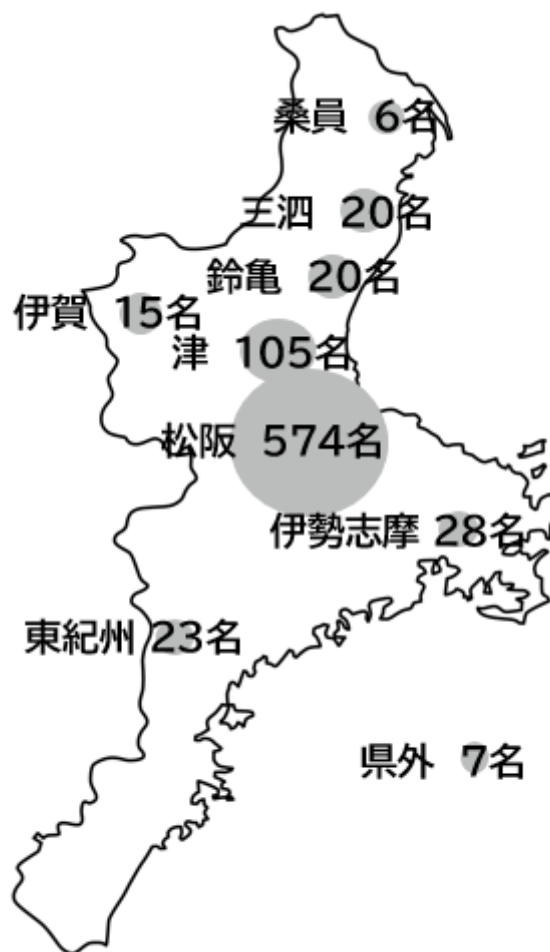 桑員 6名
三泗 20名
鈴亀 20名
伊賀 15名
津 105名
松阪 574名
伊勢志摩 28名
東紀州 23名
県外 7名